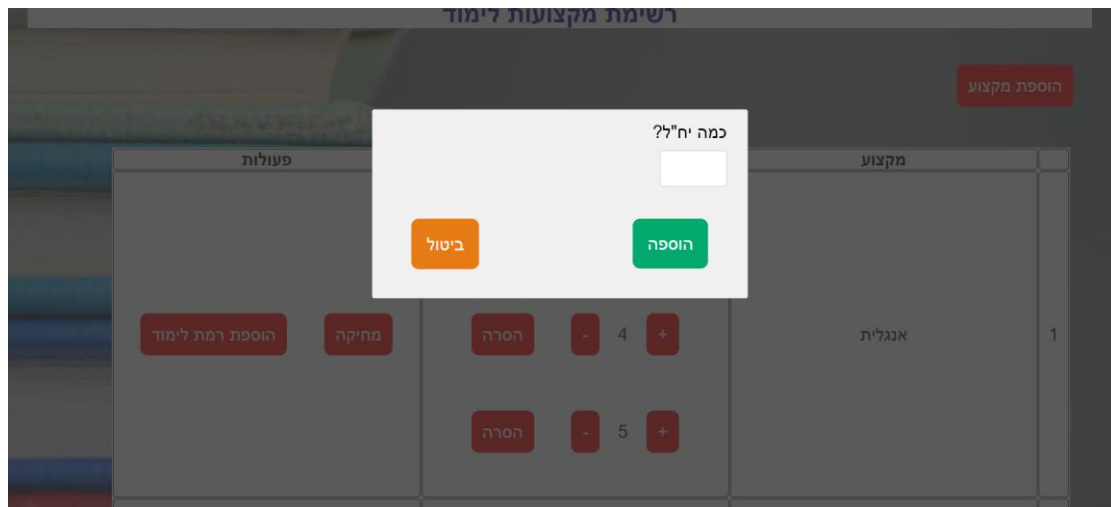 רשימת מקצועות לימוד
הוספת מקצוע
כמה יח"ל?
הוספה
ביטול
מקצוע
פעולות
1
אנגלית
+ 4 - הסרה
מחיקה
הוספת רמת לימוד
+ 5 - הסרה